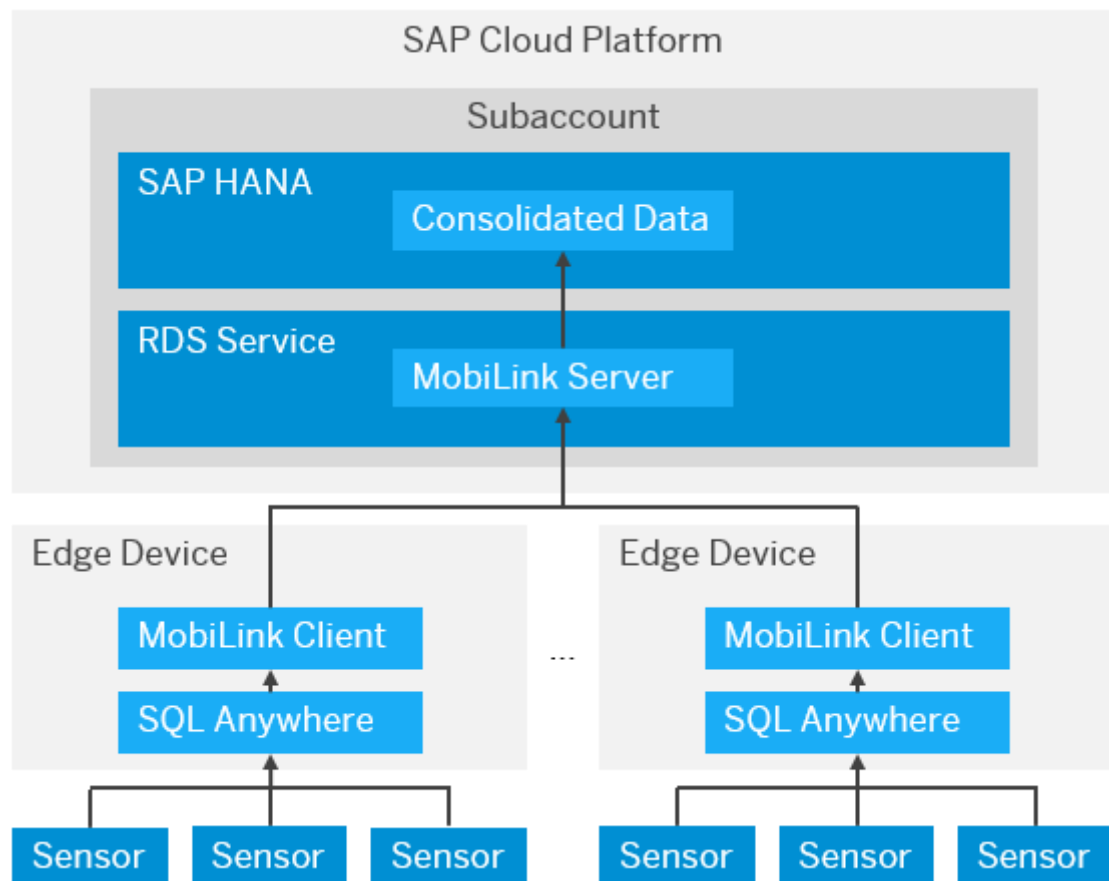 SAP Cloud Platform
Subaccount
SAP HANA
Consolidated Data
RDS Service
MobiLink Server
Edge Device
MobiLink Client
SQL Anywhere
Sensor
Sensor
Sensor
...
Edge Device
MobiLink Client
SQL Anywhere
Sensor
Sensor
Sensor